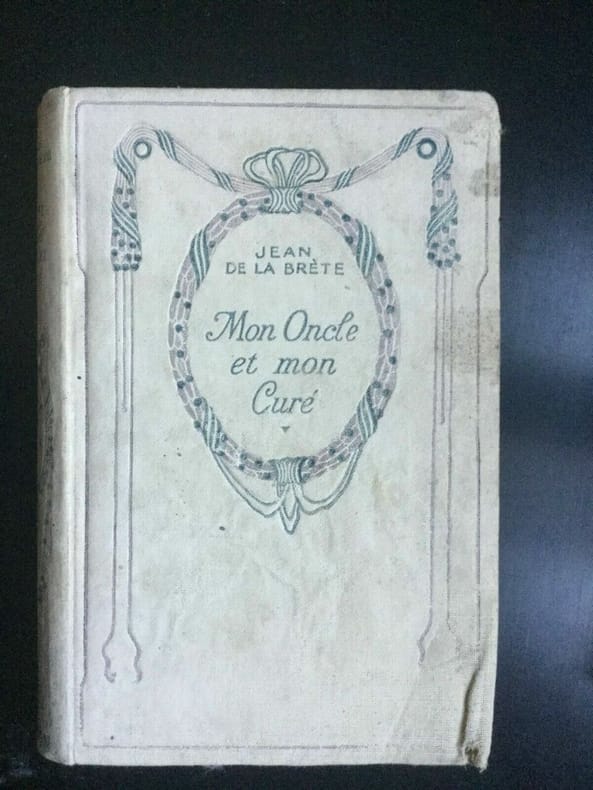 JEAN
DE LA BRÈTE
Mon Oncle
et mon
Curé